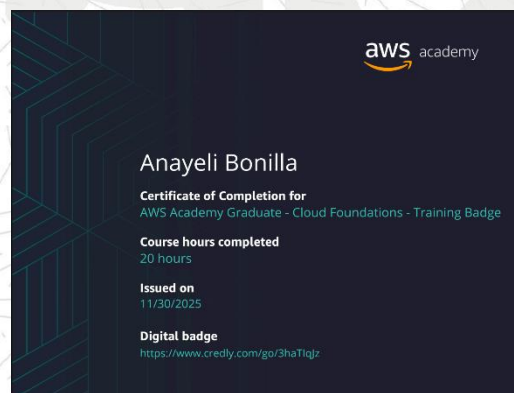 aws academy
Anayeli Bonilla
Certificate of Completion for
AWS Academy Graduate - Cloud Foundations - Training Badge
Course hours completed
20 hours
Issued on
11/30/2025
Digital badge
https://www.credly.com/go/3haTIqJz